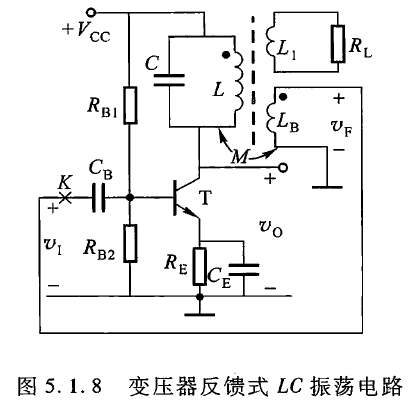 +V_CC
C
L
L_1
R_L
R_B1
M
L_B
+
v_F
−
K
C_B
+
T
+
v_I
R_B2
v_O
R_E
C_E
−
−
图 5.1.8 变压器反馈式 LC 振荡电路